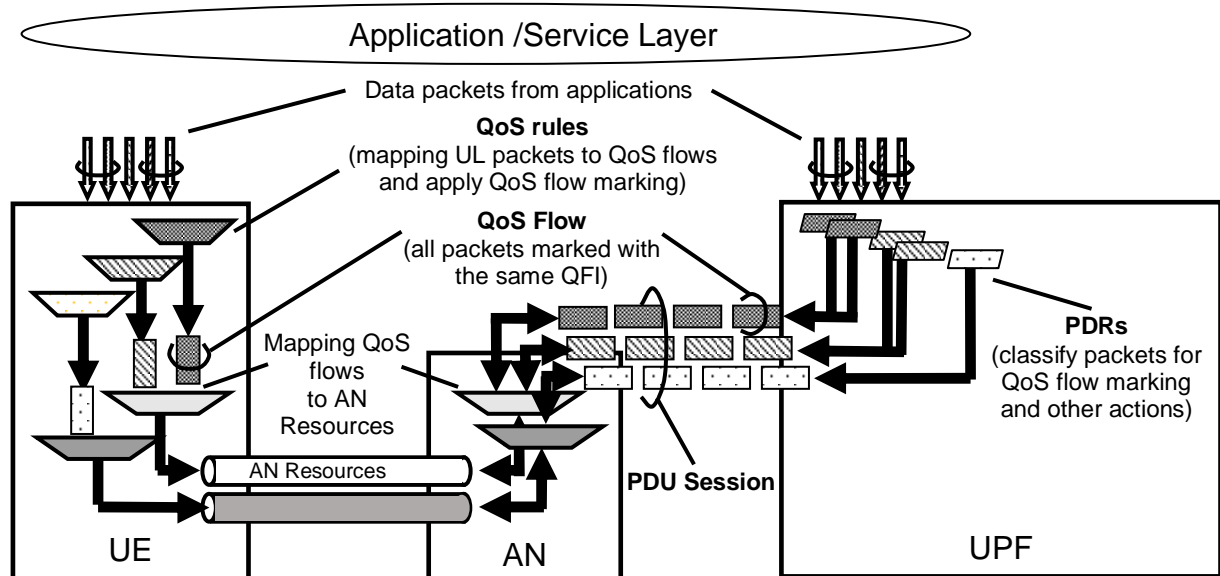 Application /Service Layer
Data packets from applications
QoS rules
(mapping UL packets to QoS flows
and apply QoS flow marking)
QoS Flow
(all packets marked with
the same QFI)
Mapping QoS
flows
to AN
Resources
PDRs
(classify packets for
QoS flow marking
and other actions)
AN Resources
PDU Session
UE
AN
UPF